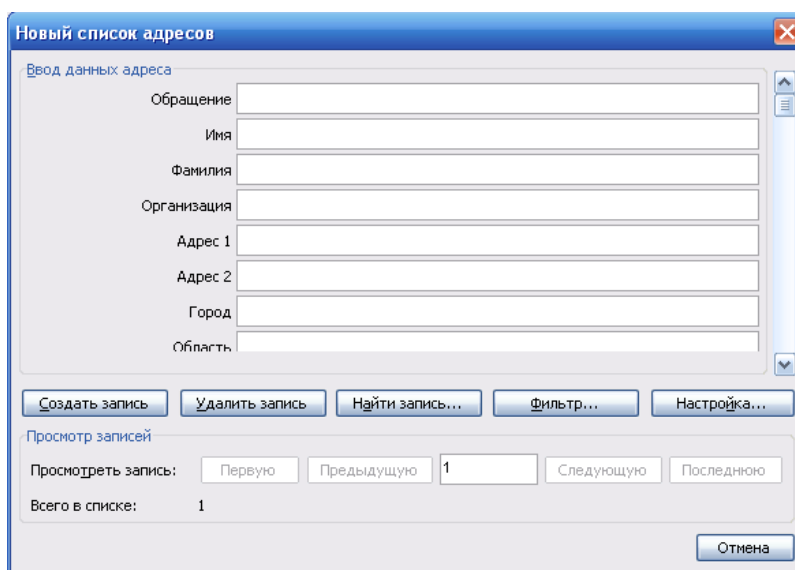 Новый список адресов
Ввод данных адреса
Обращение
Имя
Фамилия
Организация
Адрес 1
Адрес 2
Город
Область
Создать запись Удалить запись Найти запись... Фильтр... Настройка...
Просмотр записей
Просмотреть запись: Первую Предыдущую 1 Следующую Последнюю
Всего в списке: 1
Отмена